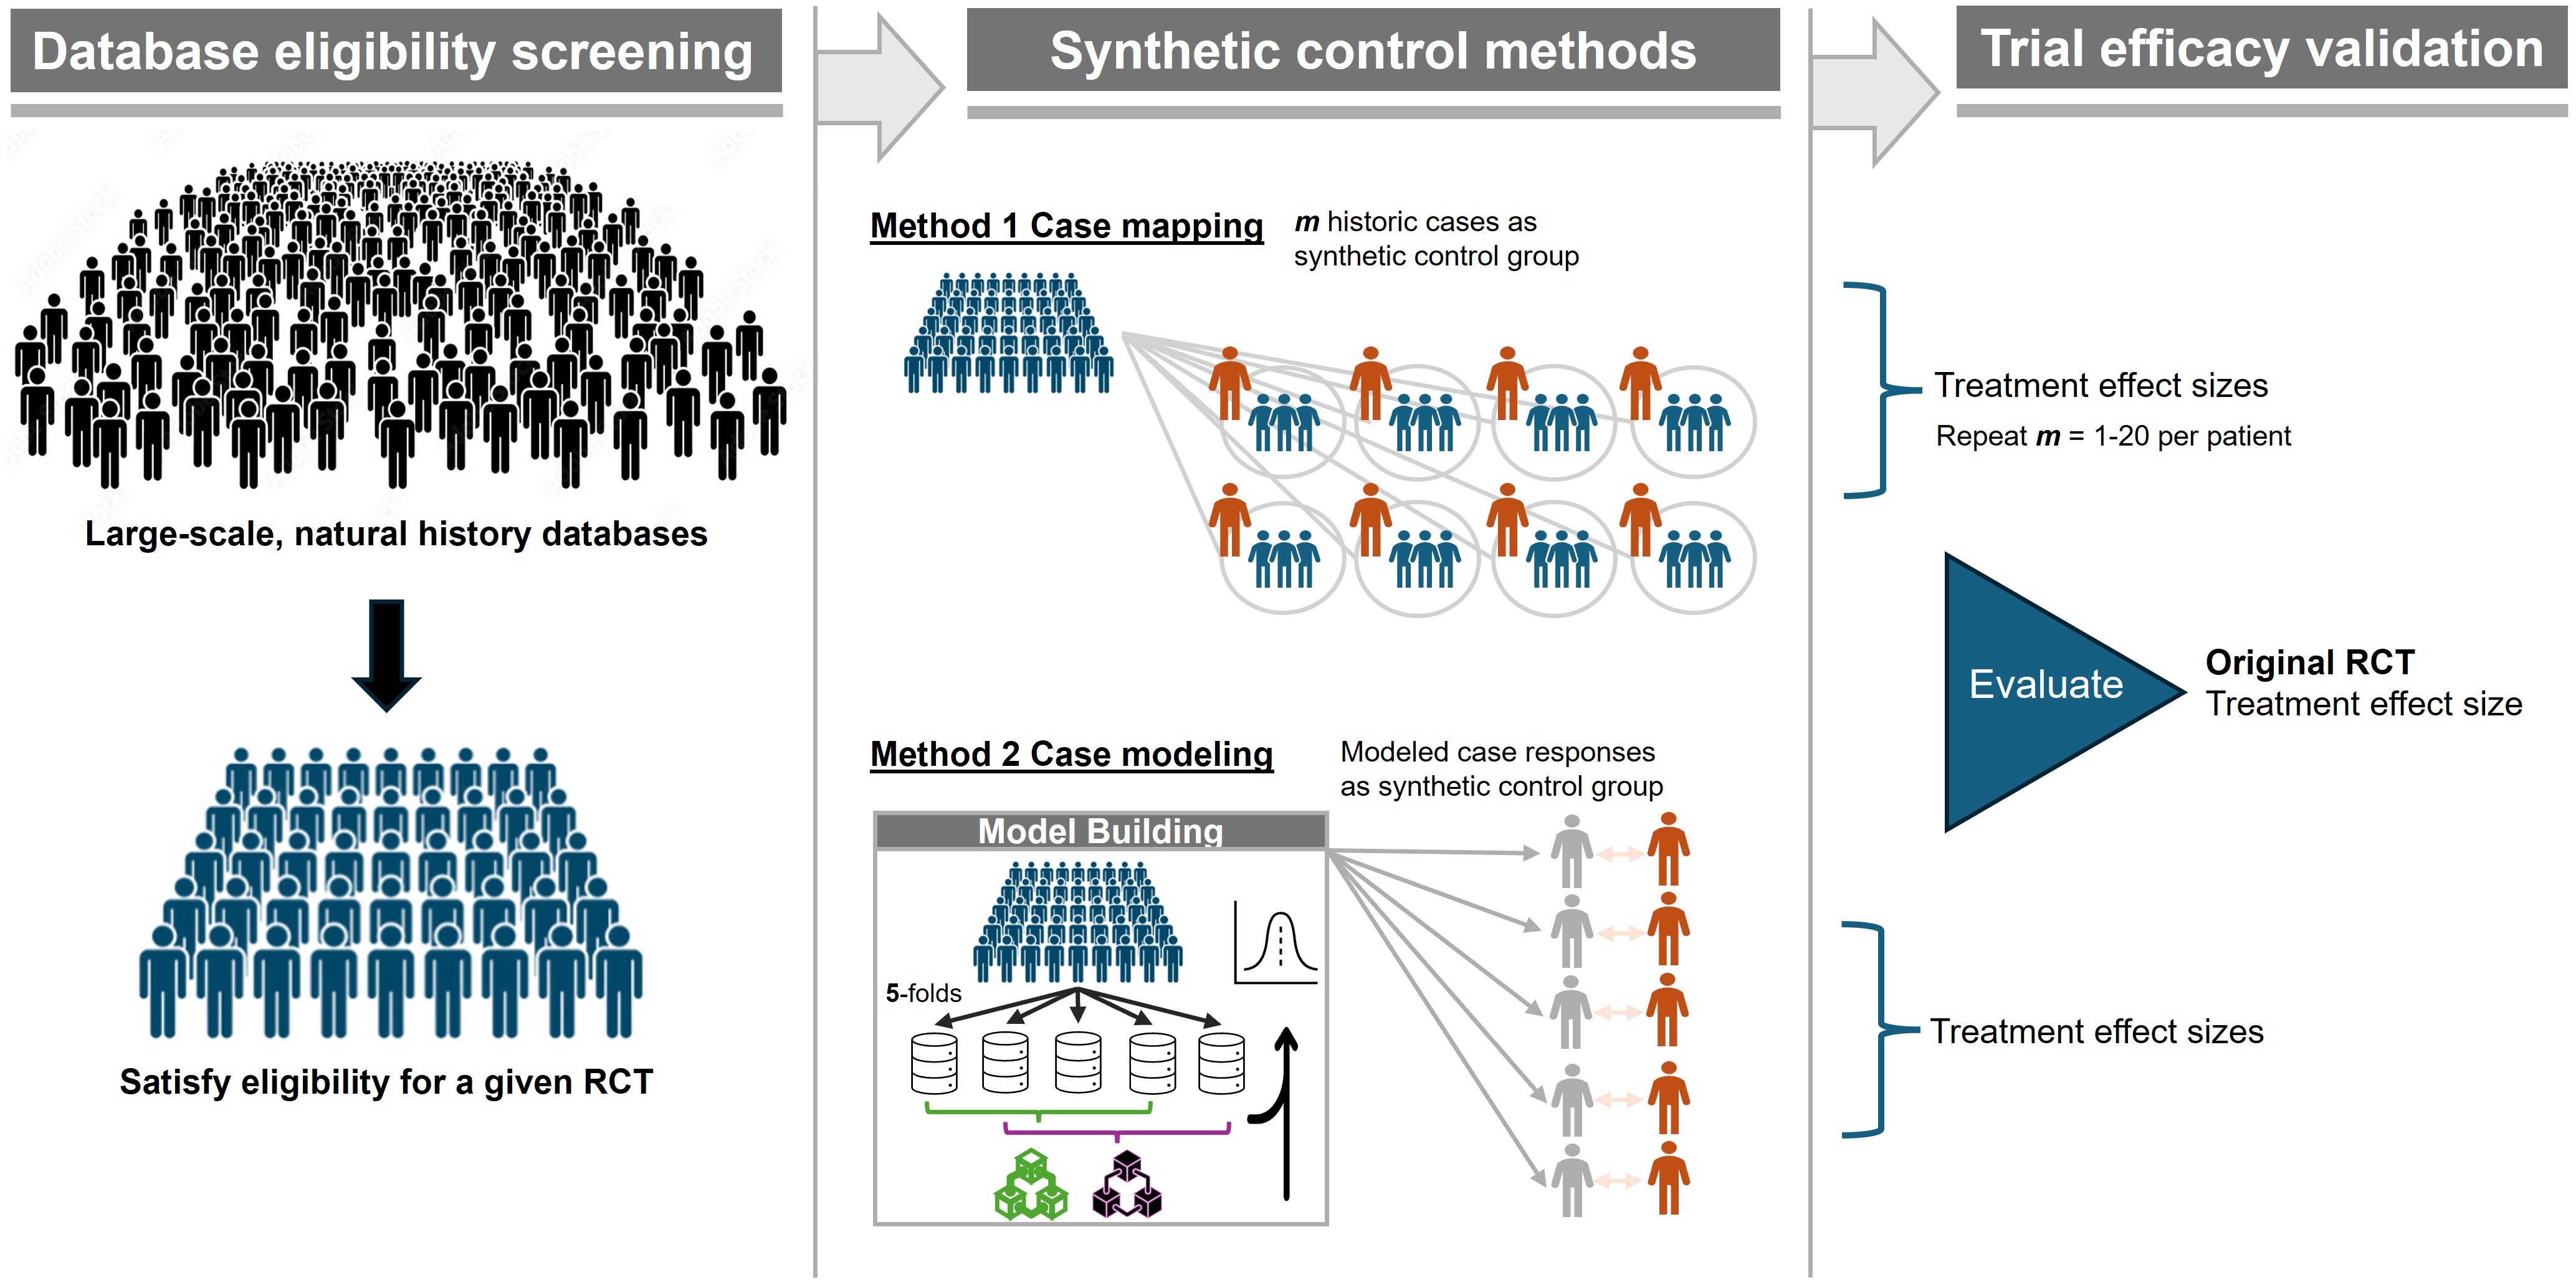 Database eligibility screening
Large-scale, natural history databases
Satisfy eligibility for a given RCT
Synthetic control methods
Method 1 Case mapping
m historic cases as
synthetic control group
Method 2 Case modeling
Modeled case responses
as synthetic control group
Model Building
5-folds
Trial efficacy validation
Treatment effect sizes
Repeat m = 1-20 per patient
Evaluate
Original RCT
Treatment effect size
Treatment effect sizes